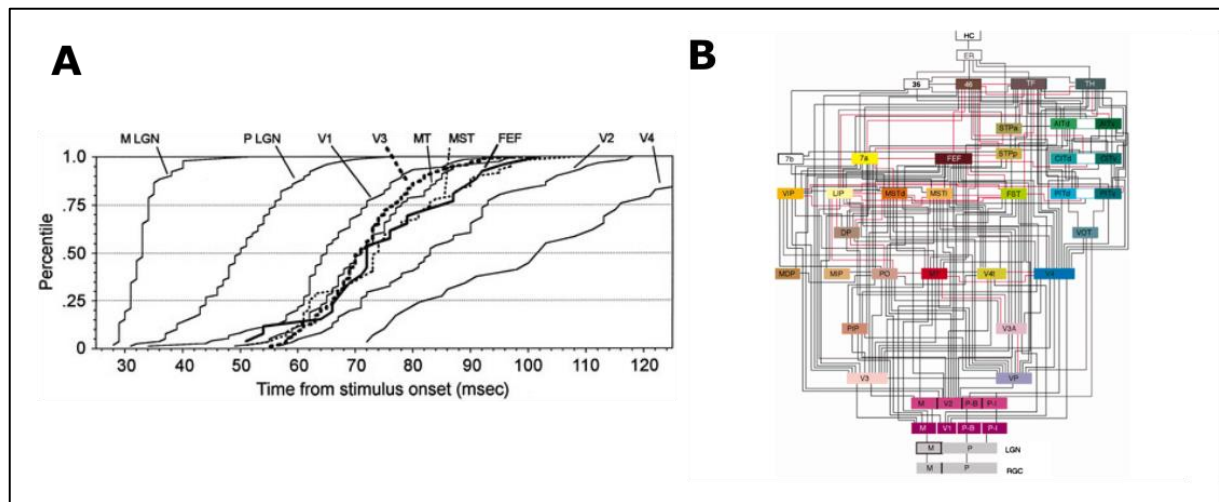 A
M LGN P LGN V1 V3 MT MST FEF V2 V4
1.0
.75
.50
.25
0
Percentile
30 40 50 60 70 80 90 100 110 120
Time from stimulus onset (msec)
B
HC
ER
36 46 TF TH
STPa AITd AITv
7b 7a FEF STPp CITd CITv
VIP LIP MSTd MSTl FST PITd PITv
DP VOT
MDP MIP PO MT V4t V4
PIP V3A
V3 VP
M V2 P-B P-I
M V1 P-B P-I
M P LGN
M P RGC